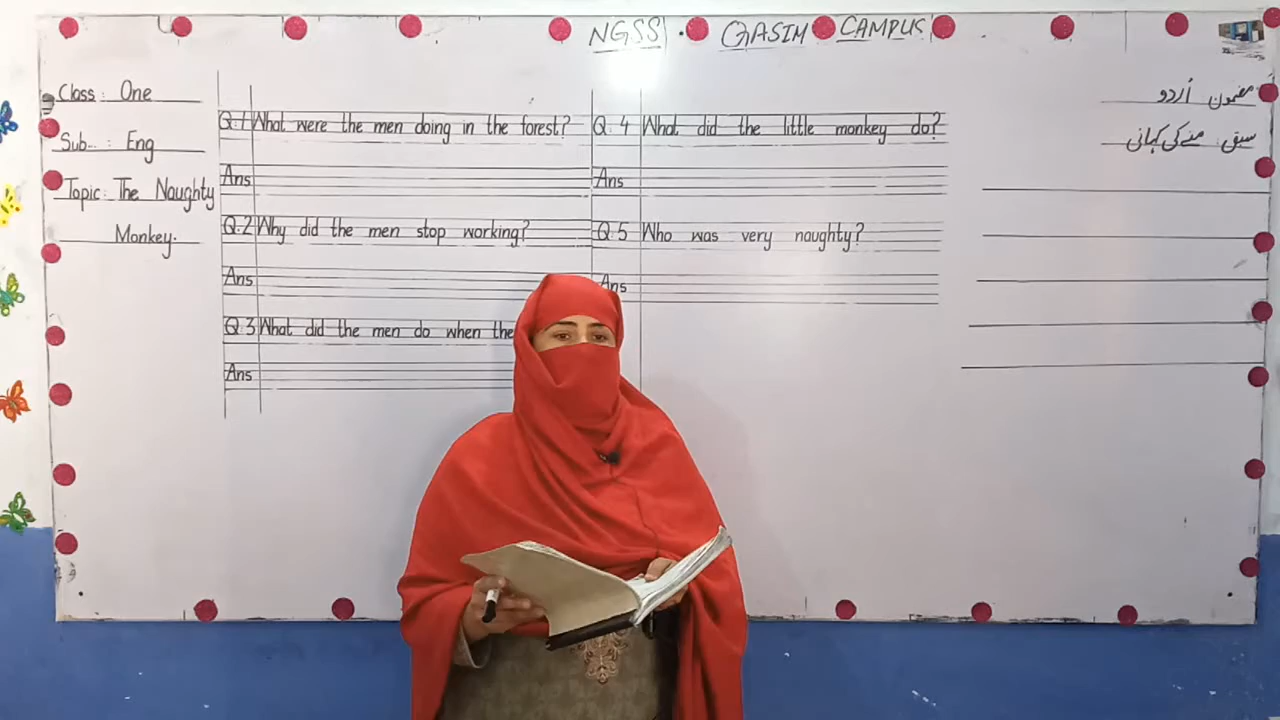 NGSS QASIM CAMPUS
Class: One
Sub: Eng
Topic: The Naughty
Monkey.
Q.1 What were the men doing in the forest?
Ans
Q.2 Why did the men stop working?
Ans
Q 3 What did the men do when the
Ans
Q. 4 What did the little monkey do?
Ans
Q 5 Who was very naughty?
Ans
مضمون اُردو
سبق: منے کی کہانی